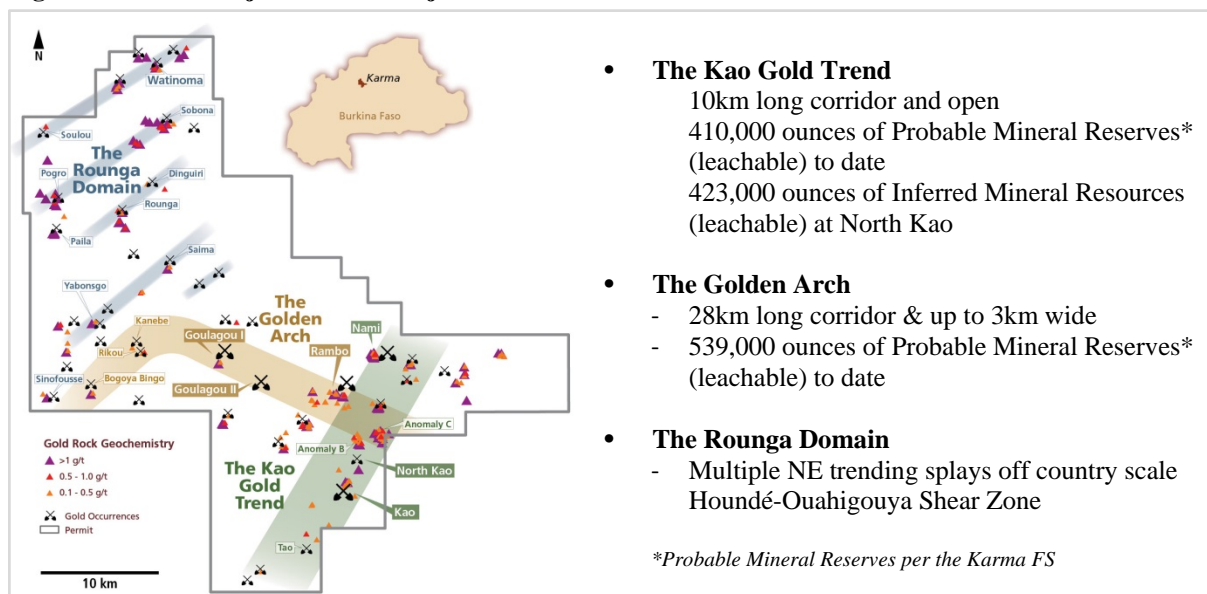 N
Karma
Burkina Faso
Watinoma
Sobona
Soulou
The
Rounga
Domain
Pogro
Dinguiri
Rounga
Paila
Saima
Yabonsgo
The
Golden
Arch
Kanebe
Goulagou I
Nami
Rikou
Rambo
Sinofousse
Bogoya Bingo
Goulagou II
Anomaly C
Anomaly B
North Kao
The Kao
Gold
Trend
Kao
Tao
Gold Rock Geochemistry
>1 g/t
0.5 - 1.0 g/t
0.1 - 0.5 g/t
Gold Occurrences
Permit
10 km
• The Kao Gold Trend
10km long corridor and open
410,000 ounces of Probable Mineral Reserves*
(leachable) to date
423,000 ounces of Inferred Mineral Resources
(leachable) at North Kao
• The Golden Arch
- 28km long corridor & up to 3km wide
- 539,000 ounces of Probable Mineral Reserves*
(leachable) to date
• The Rounga Domain
- Multiple NE trending splays off country scale
Houndé-Ouahigouya Shear Zone
*Probable Mineral Reserves per the Karma FS